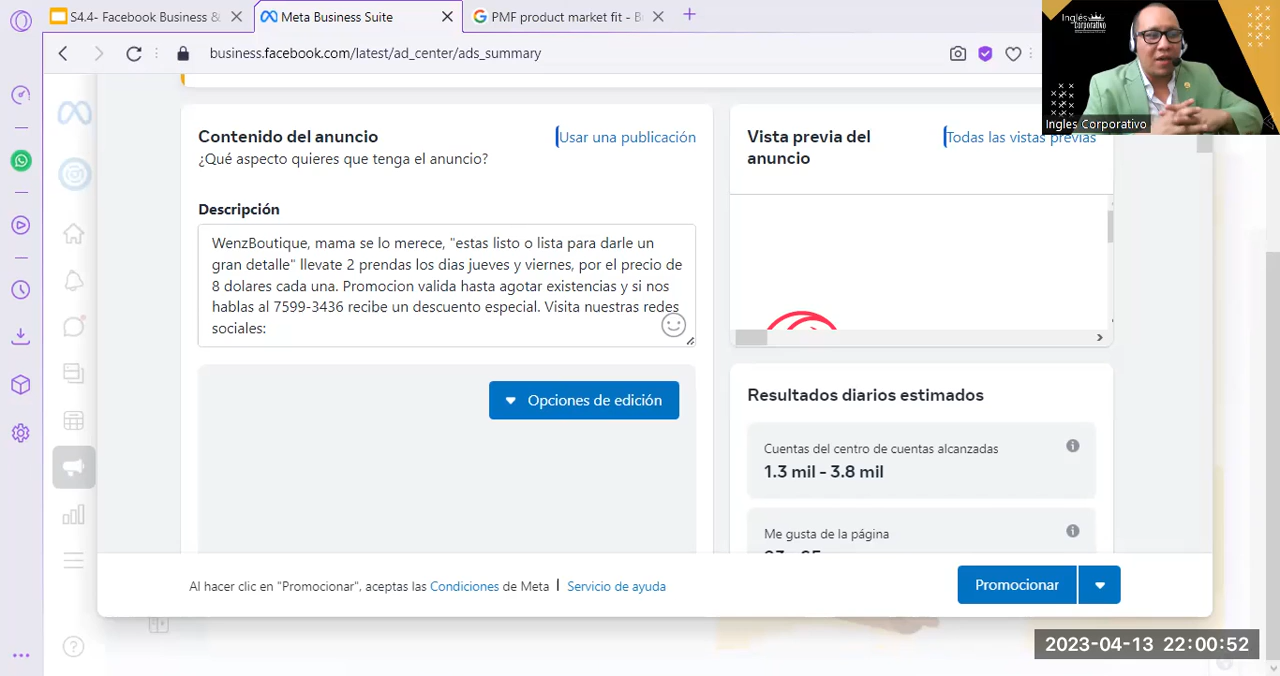 S4.4- Facebook Business &
Meta Business Suite
PMF product market fit - B
business.facebook.com/latest/ad_center/ads_summary
Inglés
Corporativo
Ingles Corporativo
Contenido del anuncio
Usar una publicación
¿Qué aspecto quieres que tenga el anuncio?
Vista previa del
anuncio
Todas las vistas previas
Descripción
WenzBoutique, mama se lo merece, "estas listo o lista para darle un
gran detalle" llevate 2 prendas los dias jueves y viernes, por el precio de
8 dolares cada una. Promocion valida hasta agotar existencias y si nos
hablas al 7599-3436 recibe un descuento especial. Visita nuestras redes
sociales:
Opciones de edición
Resultados diarios estimados
Cuentas del centro de cuentas alcanzadas
1.3 mil - 3.8 mil
Me gusta de la página
Al hacer clic en "Promocionar", aceptas las Condiciones de Meta | Servicio de ayuda
Promocionar
2023-04-13 22:00:52